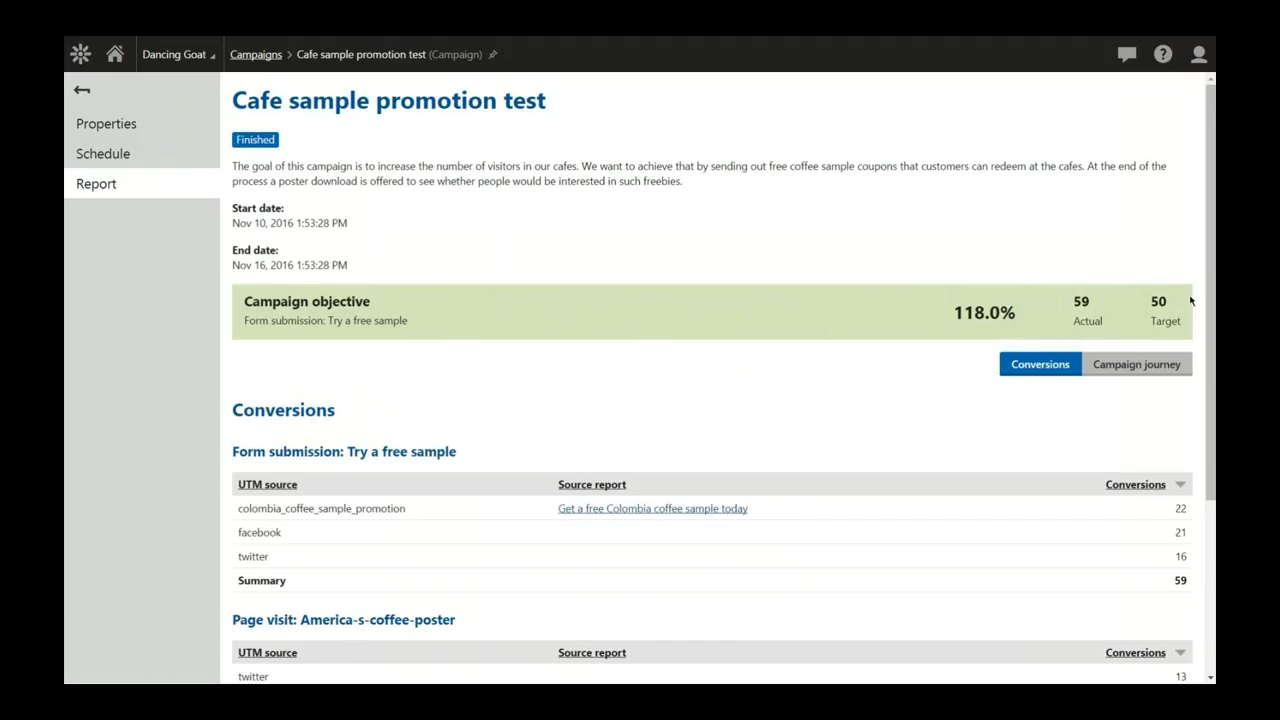 Dancing Goat Campaigns > Cafe sample promotion test (Campaign)
Properties
Schedule
Report
Cafe sample promotion test
Finished
The goal of this campaign is to increase the number of visitors in our cafes. We want to achieve that by sending out free coffee sample coupons that customers can redeem at the cafes. At the end of the
process a poster download is offered to see whether people would be interested in such freebies.
Start date:
Nov 10, 2016 1:53:28 PM
End date:
Nov 16, 2016 1:53:28 PM
Campaign objective
Form submission: Try a free sample
118.0%
59
Actual
50
Target
Conversions Campaign journey
Conversions
Form submission: Try a free sample
UTM source Source report Conversions
colombia_coffee_sample_promotion Get a free Colombia coffee sample today 22
facebook 21
twitter 16
Summary 59
Page visit: America-s-coffee-poster
UTM source Source report Conversions
twitter 13